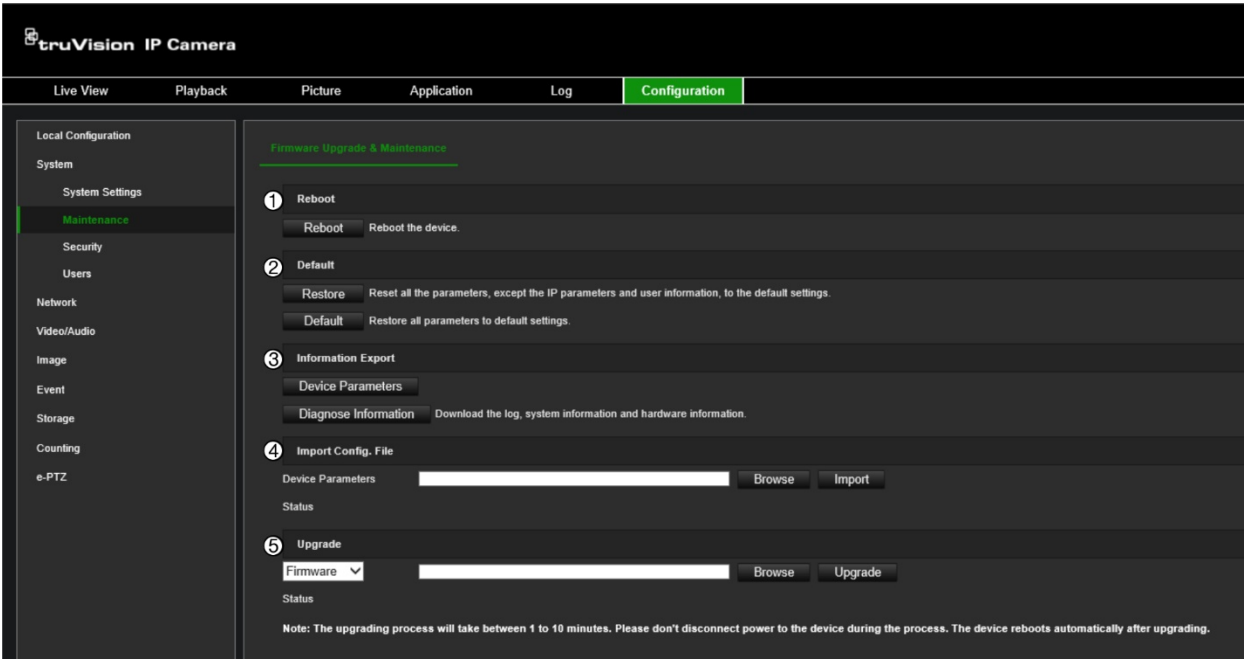 truVision IP Camera
Live View Playback Picture Application Log Configuration
Local Configuration
System
System Settings
Maintenance
Security
Users
Network
Video/Audio
Image
Event
Storage
Counting
e-PTZ
Firmware Upgrade & Maintenance
1 Reboot
Reboot Reboot the device.
2 Default
Restore Reset all the parameters, except the IP parameters and user information, to the default settings.
Default Restore all parameters to default settings.
3 Information Export
Device Parameters
Diagnose Information Download the log, system information and hardware information.
4 Import Config. File
Device Parameters Browse Import
Status
5 Upgrade
Firmware Browse Upgrade
Status
Note: The upgrading process will take between 1 to 10 minutes. Please don't disconnect power to the device during the process. The device reboots automatically after upgrading.